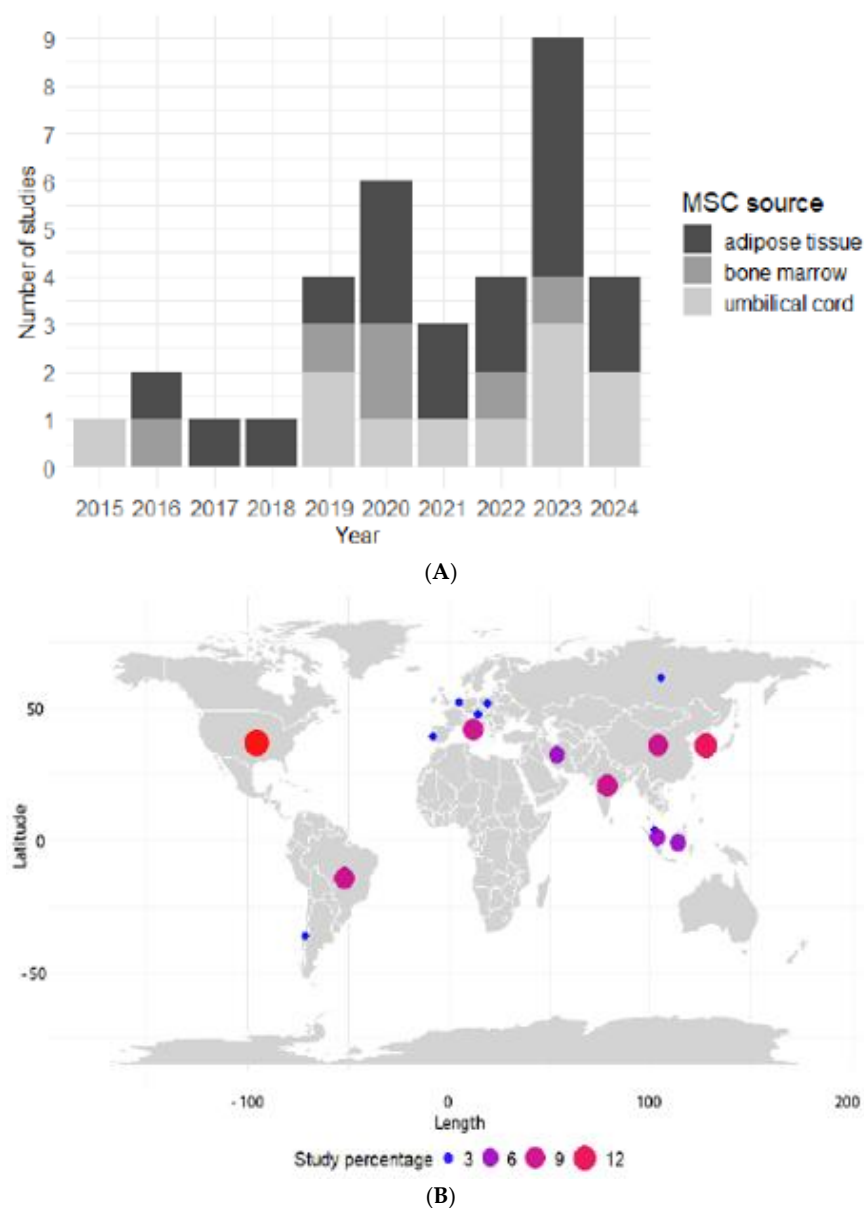 9
8
7
6
5
4
3
2
1
0
Number of studies
2015 2016 2017 2018 2019 2020 2021 2022 2023 2024
Year
MSC source
adipose tissue
bone marrow
umbilical cord
(A)
50
0
-50
Latitude
-100 0 100 200
Length
Study percentage 3 6 9 12
(B)